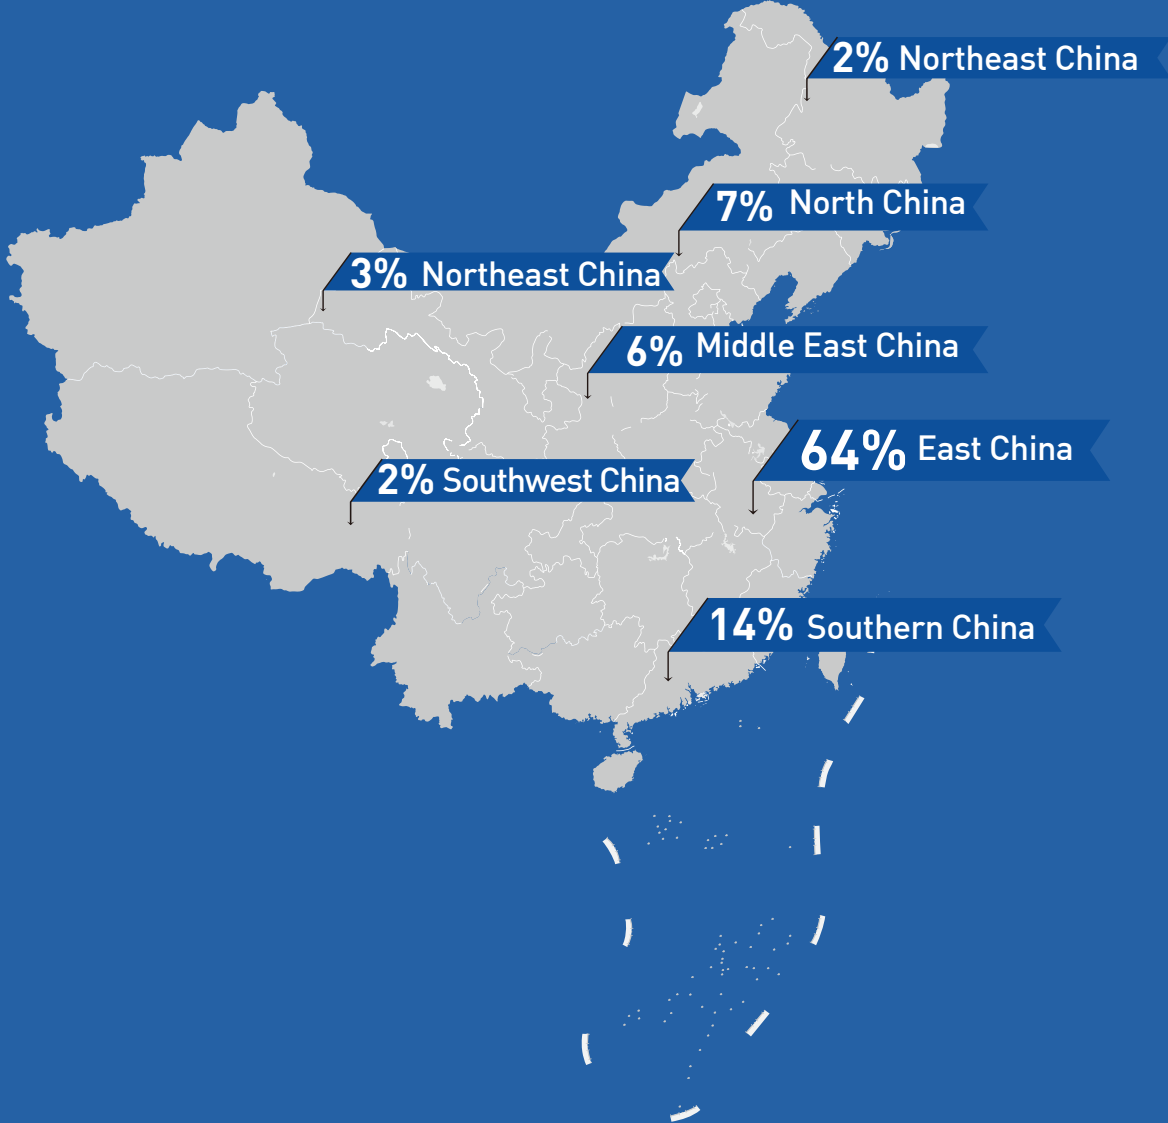 2% Northeast China
7% North China
3% Northeast China
6% Middle East China
64% East China
2% Southwest China
14% Southern China